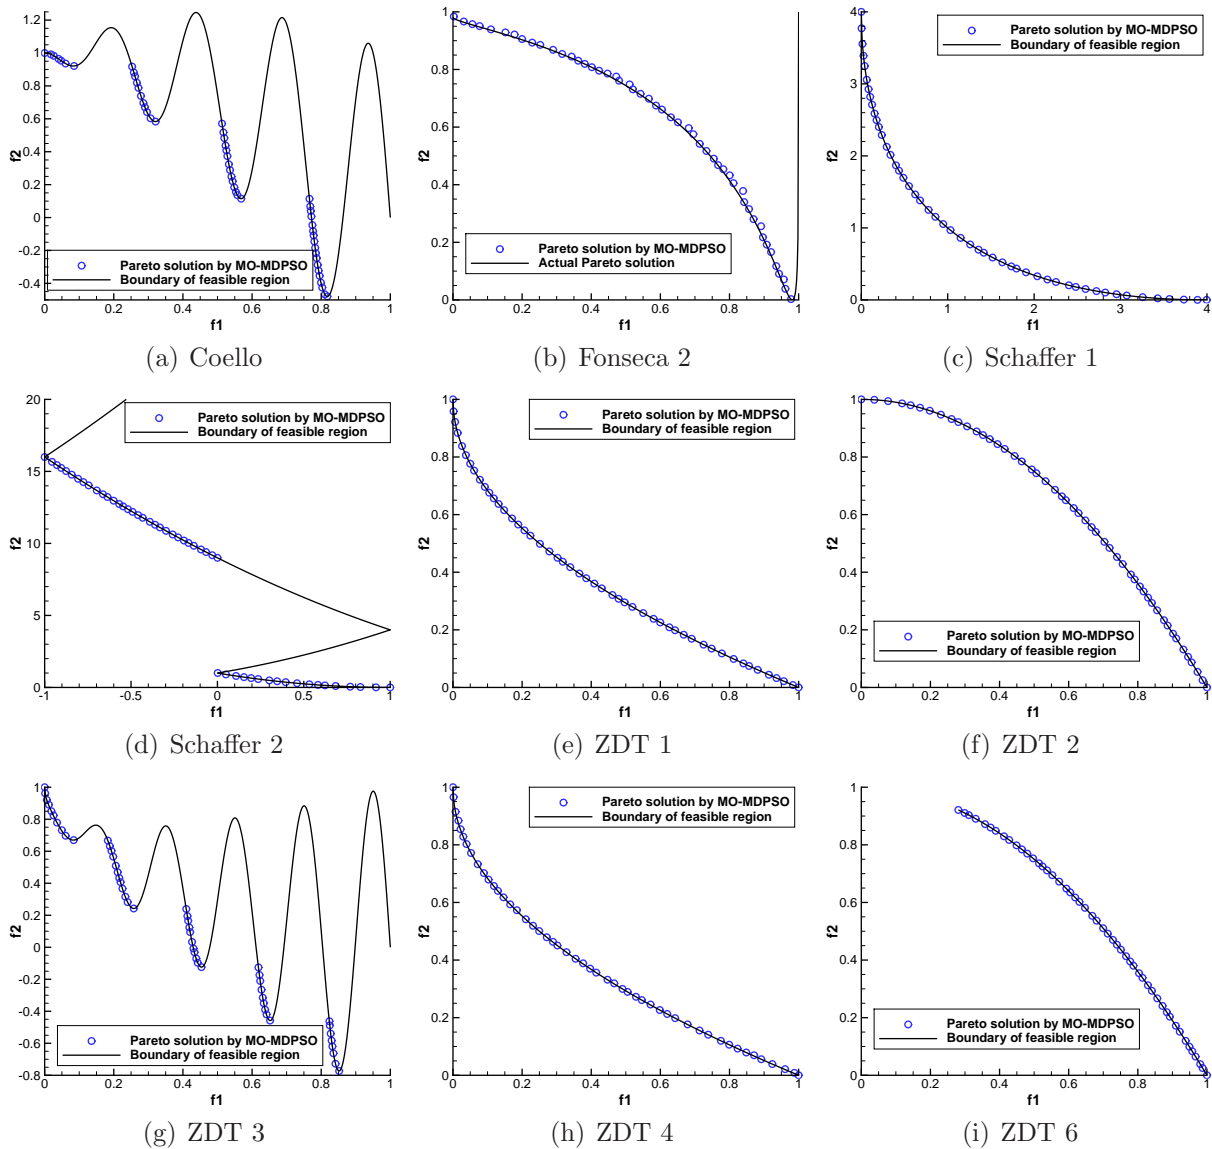 1.2
1
0.8
0.6
0.4
0.2
0
-0.2
-0.4
f2
Pareto solution by MO-MDPSO
Boundary of feasible region
0 0.2 0.4 0.6 0.8 1
f1
(a) Coello
1
0.8
0.6
0.4
0.2
0
f2
Pareto solution by MO-MDPSO
Actual Pareto solution
0 0.2 0.4 0.6 0.8 1
f1
(b) Fonseca 2
4
2
1
0
f2
Pareto solution by MO-MDPSO
Boundary of feasible region
0 1 3 4
f1
(c) Schaffer 1
20
15
10
5
0
f2
Pareto solution by MO-MDPSO
Boundary of feasible region
-1 -0.5 0 0.5 1
f1
(d) Schaffer 2
1
0.8
0.6
0.4
0.2
0
f2
Pareto solution by MO-MDPSO
Boundary of feasible region
0 0.2 0.4 0.6 0.8 1
f1
(e) ZDT 1
1
0.8
0.6
0.4
0.2
0
f2
Pareto solution by MO-MDPSO
Boundary of feasible region
0 0.2 0.4 0.6 0.8 1
f1
(f) ZDT 2
1
0.8
0.6
0.4
0.2
0
-0.2
-0.4
-0.6
-0.8
f2
Pareto solution by MO-MDPSO
Boundary of feasible region
0 0.2 0.4 0.6 0.8 1
f1
(g) ZDT 3
1
0.8
0.6
0.4
0.2
0
f2
Pareto solution by MO-MDPSO
Boundary of feasible region
0 0.2 0.4 0.6 0.8 1
f1
(h) ZDT 4
1
0.8
0.6
0.4
0.2
0
f2
Pareto solution by MO-MDPSO
Boundary of feasible region
0 0.2 0.4 0.6 0.8 1
f1
(i) ZDT 6